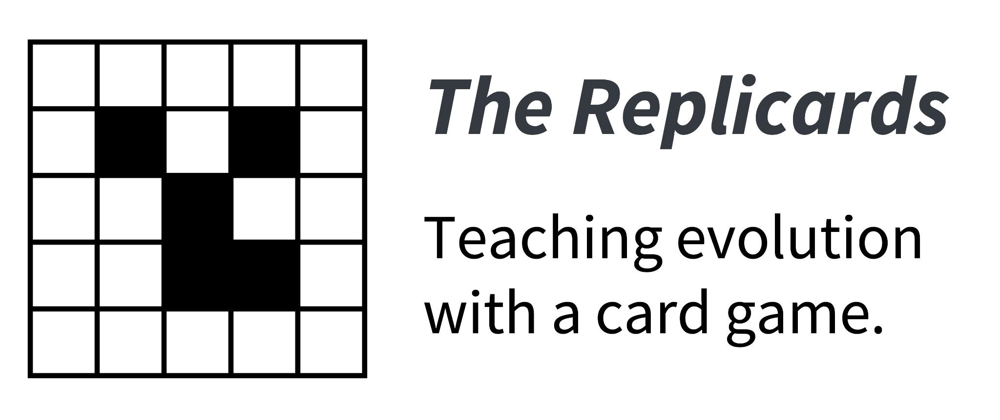 The Replicards
Teaching evolution
with a card game.